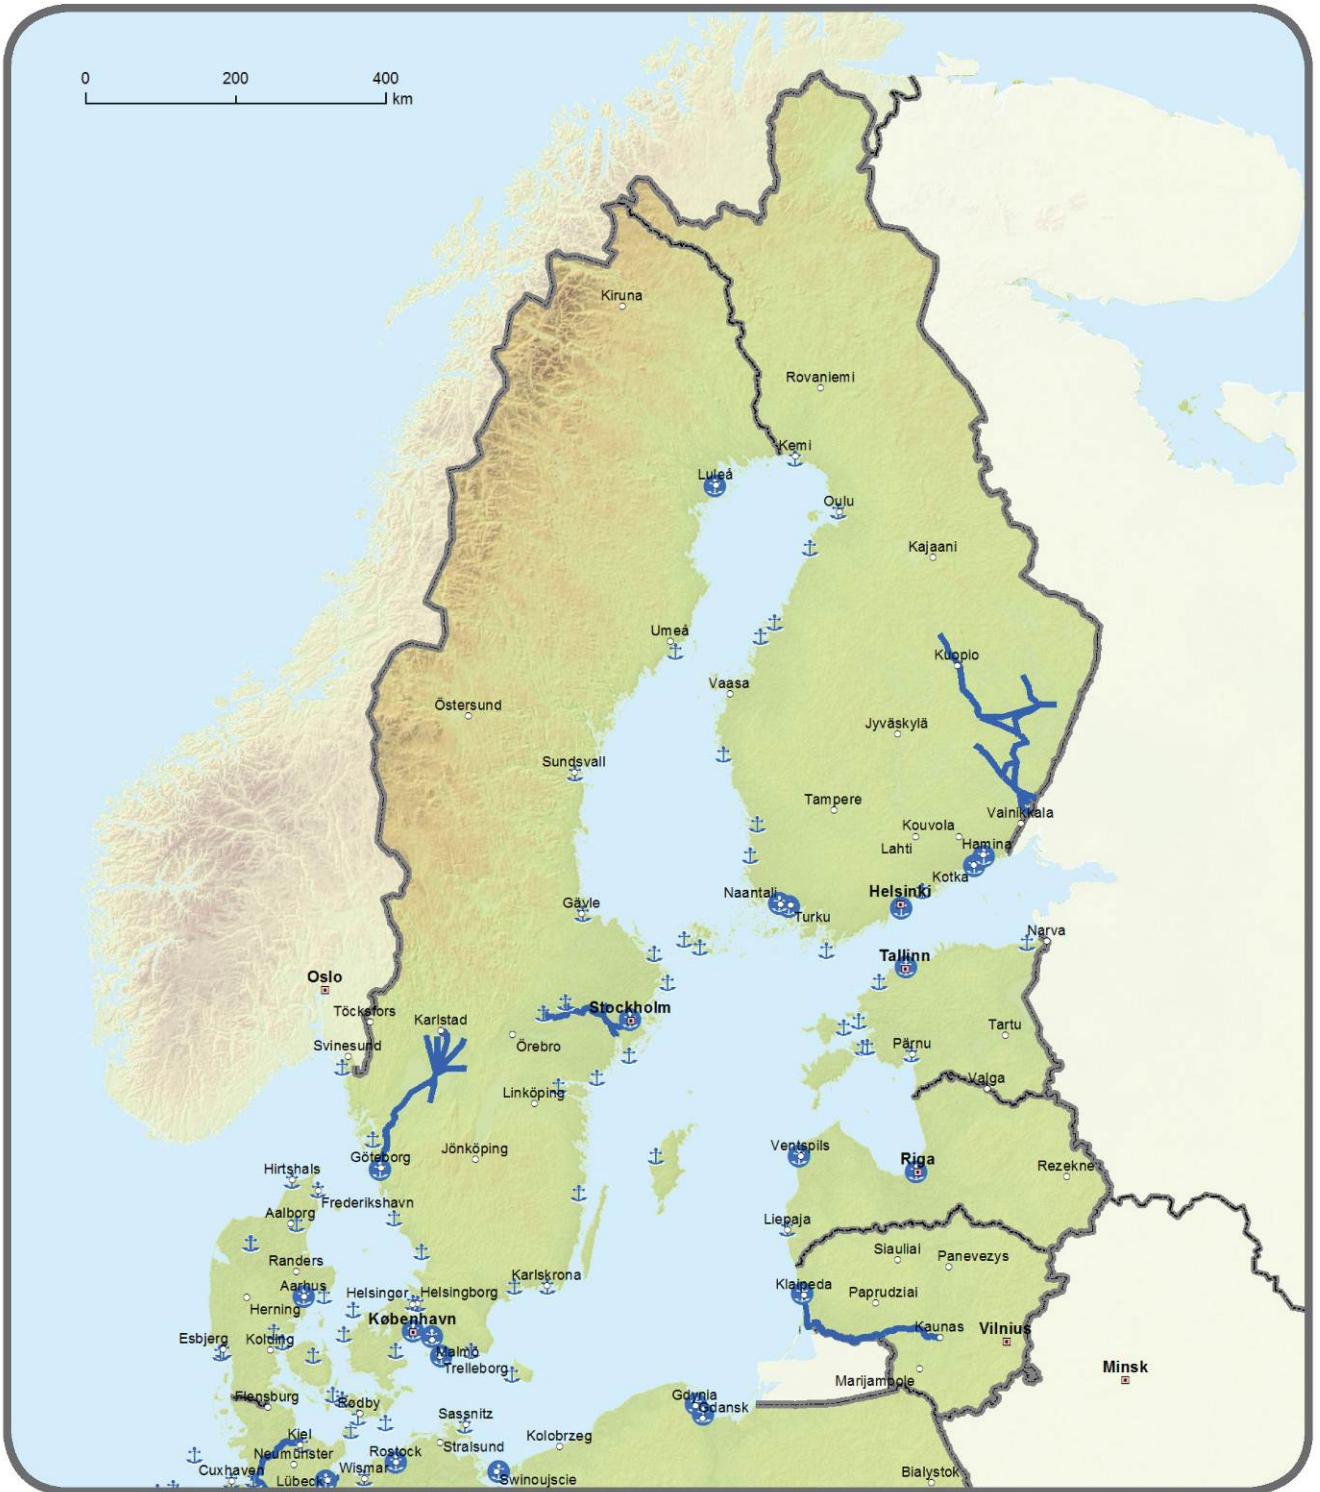 0 200 400
km
Kiruna
Rovaniemi
Kemi
Luleå
Oulu
Kajaani
Umeå
Kuopio
Vaasa
Östersund
Jyväskylä
Sundsvall
Tampere
Vainikkala
Kouvola
Lahti
Hamina
Kotka
Naantali
Helsinki
Turku
Gävle
Narva
Tallinn
Oslo
Töcksfors
Karlstad
Stockholm
Örebro
Tartu
Svinesund
Pärnu
Linköping
Valga
Jönköping
Göteborg
Ventspils
Riga
Rezekne
Hirtshals
Frederikshavn
Aalborg
Liepaja
Randers
Siauliai
Panevezys
Aarhus
Helsingør
Helsingborg
Karlskrona
Klaipeda
Paprudziai
Herning
København
Kaunas
Vilnius
Esbjerg
Kolding
Malmö
Trelleborg
Minsk
Marijampole
Flensburg
Rødby
Gdynia
Gdansk
Sassnitz
Kiel
Stralsund
Kolobrzeg
Neumünster
Rostock
Cuxhaven
Wismar
Lübeck
Swinoujscie
Bialystok